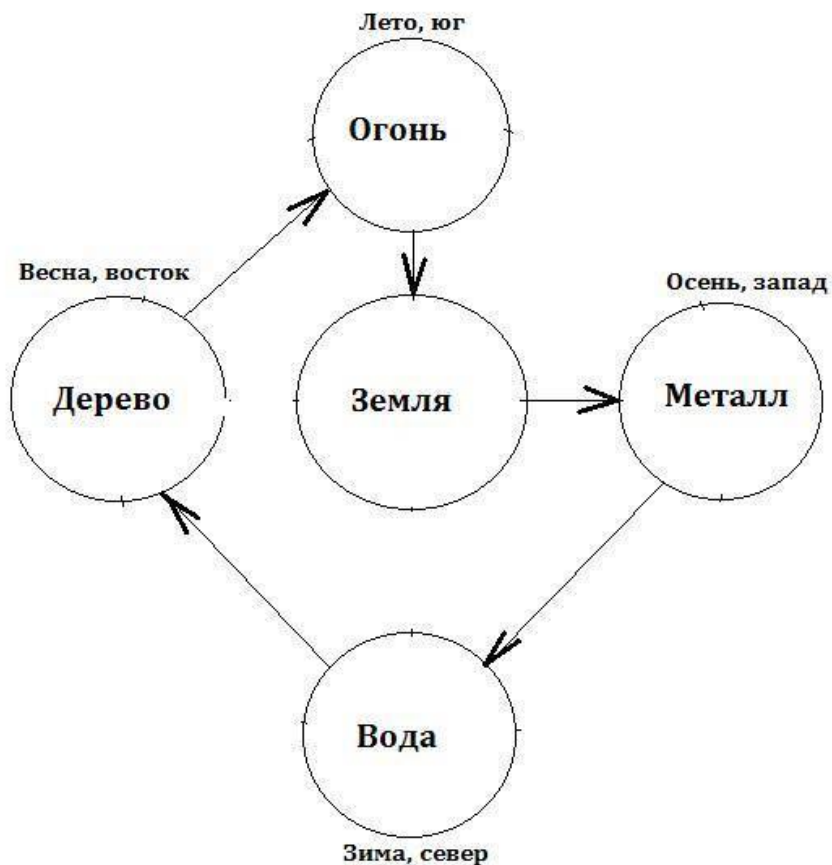 Лето, юг
Огонь
Весна, восток
Осень, запад
Дерево
Земля
Металл
Вода
Зима, север